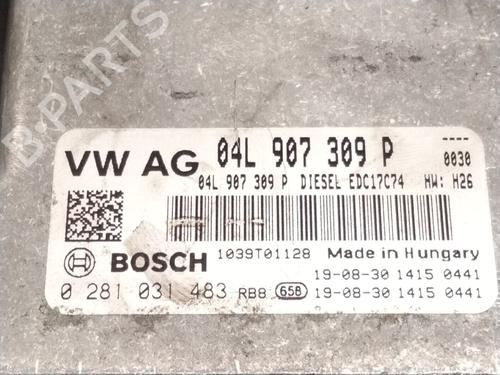 B-PARTS
VW AG 04L 907 309 P ---- 0030
04L 907 309 P DIESEL EDC17C74 HW: H26
BOSCH 1039T01128 Made in Hungary
19-08-30 1415 0441
0 281 031 483 RB8 658 19-08-30 1415 0441